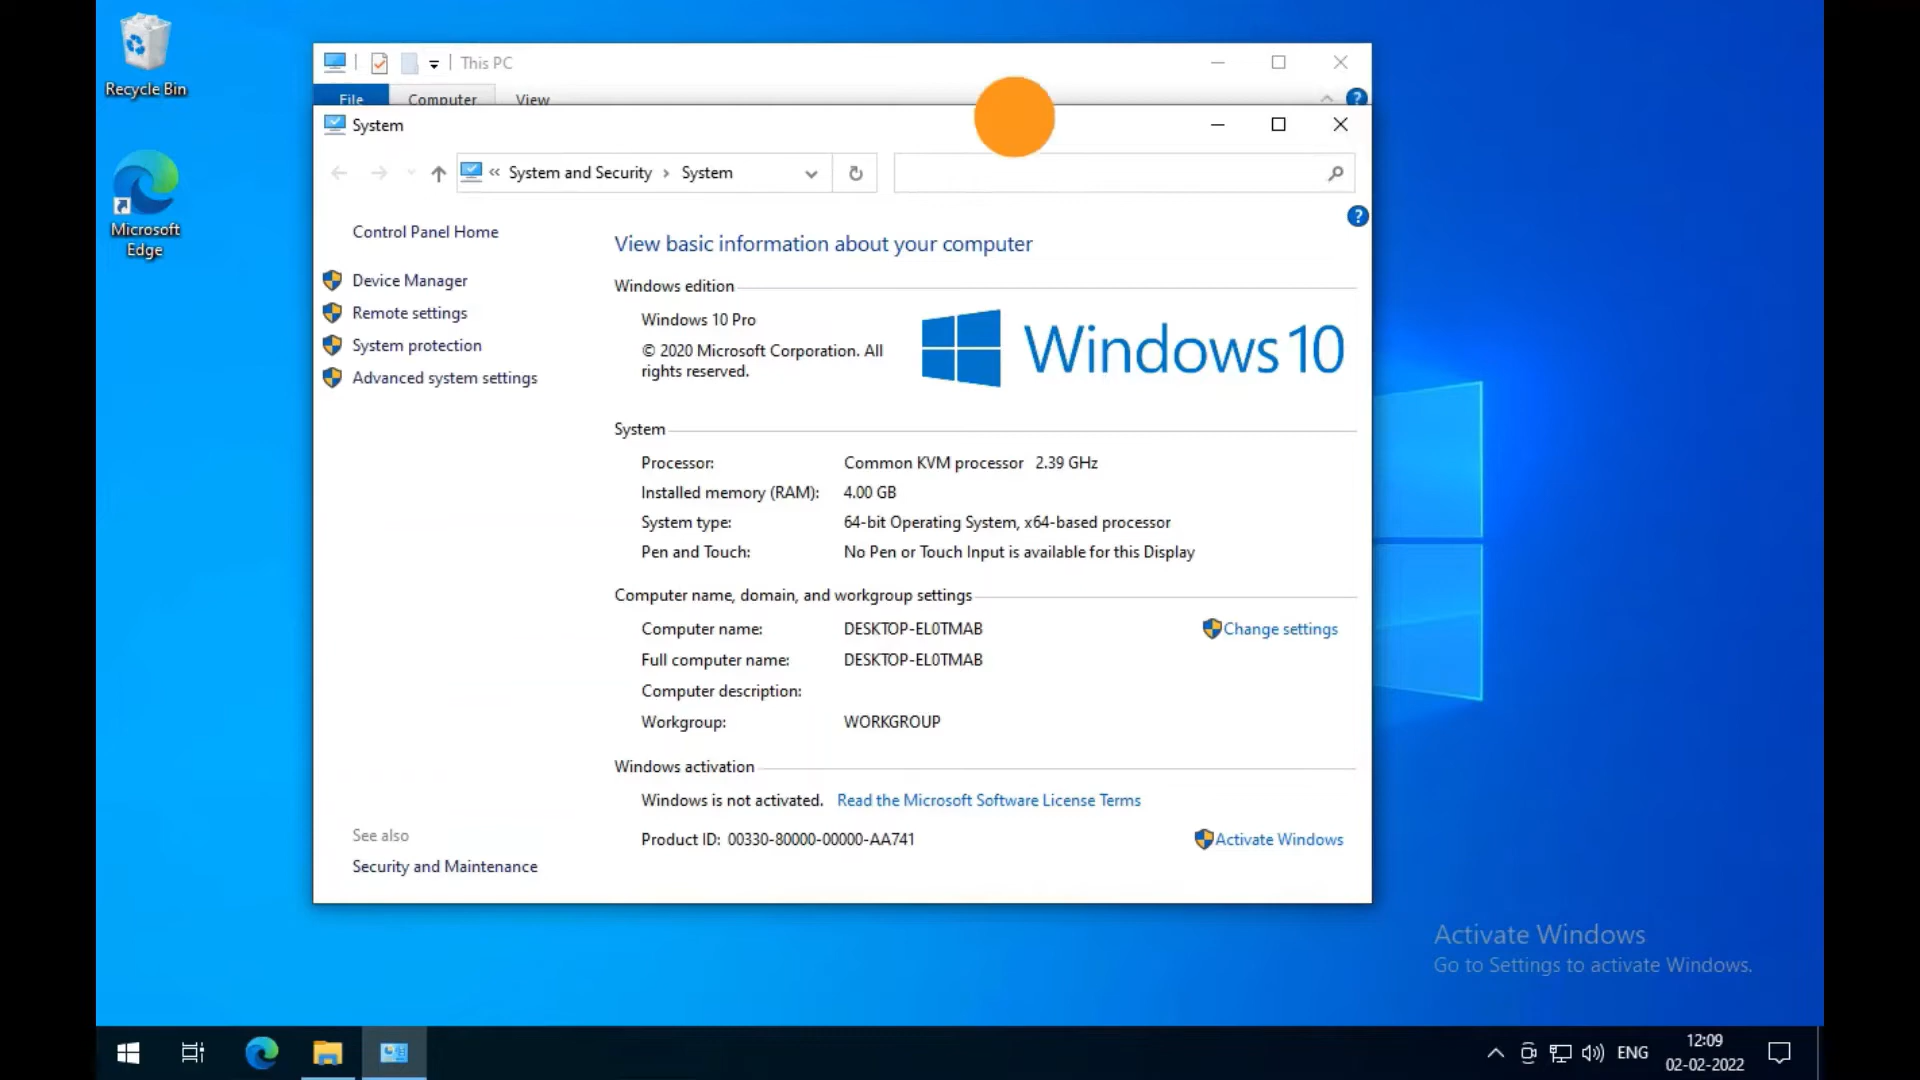 Recycle Bin
Microsoft
Edge
This PC
File Computer View
System
« System and Security › System
Control Panel Home
Device Manager
Remote settings
System protection
Advanced system settings
See also
Security and Maintenance
View basic information about your computer
Windows edition
Windows 10 Pro
© 2020 Microsoft Corporation. All
rights reserved.
Windows 10
System
Processor: Common KVM processor 2.39 GHz
Installed memory (RAM): 4.00 GB
System type: 64-bit Operating System, x64-based processor
Pen and Touch: No Pen or Touch Input is available for this Display
Computer name, domain, and workgroup settings
Computer name: DESKTOP-EL0TMAB Change settings
Full computer name: DESKTOP-EL0TMAB
Computer description:
Workgroup: WORKGROUP
Windows activation
Windows is not activated. Read the Microsoft Software License Terms
Product ID: 00330-80000-00000-AA741 Activate Windows
Activate Windows
Go to Settings to activate Windows.
ENG
12:09
02-02-2022